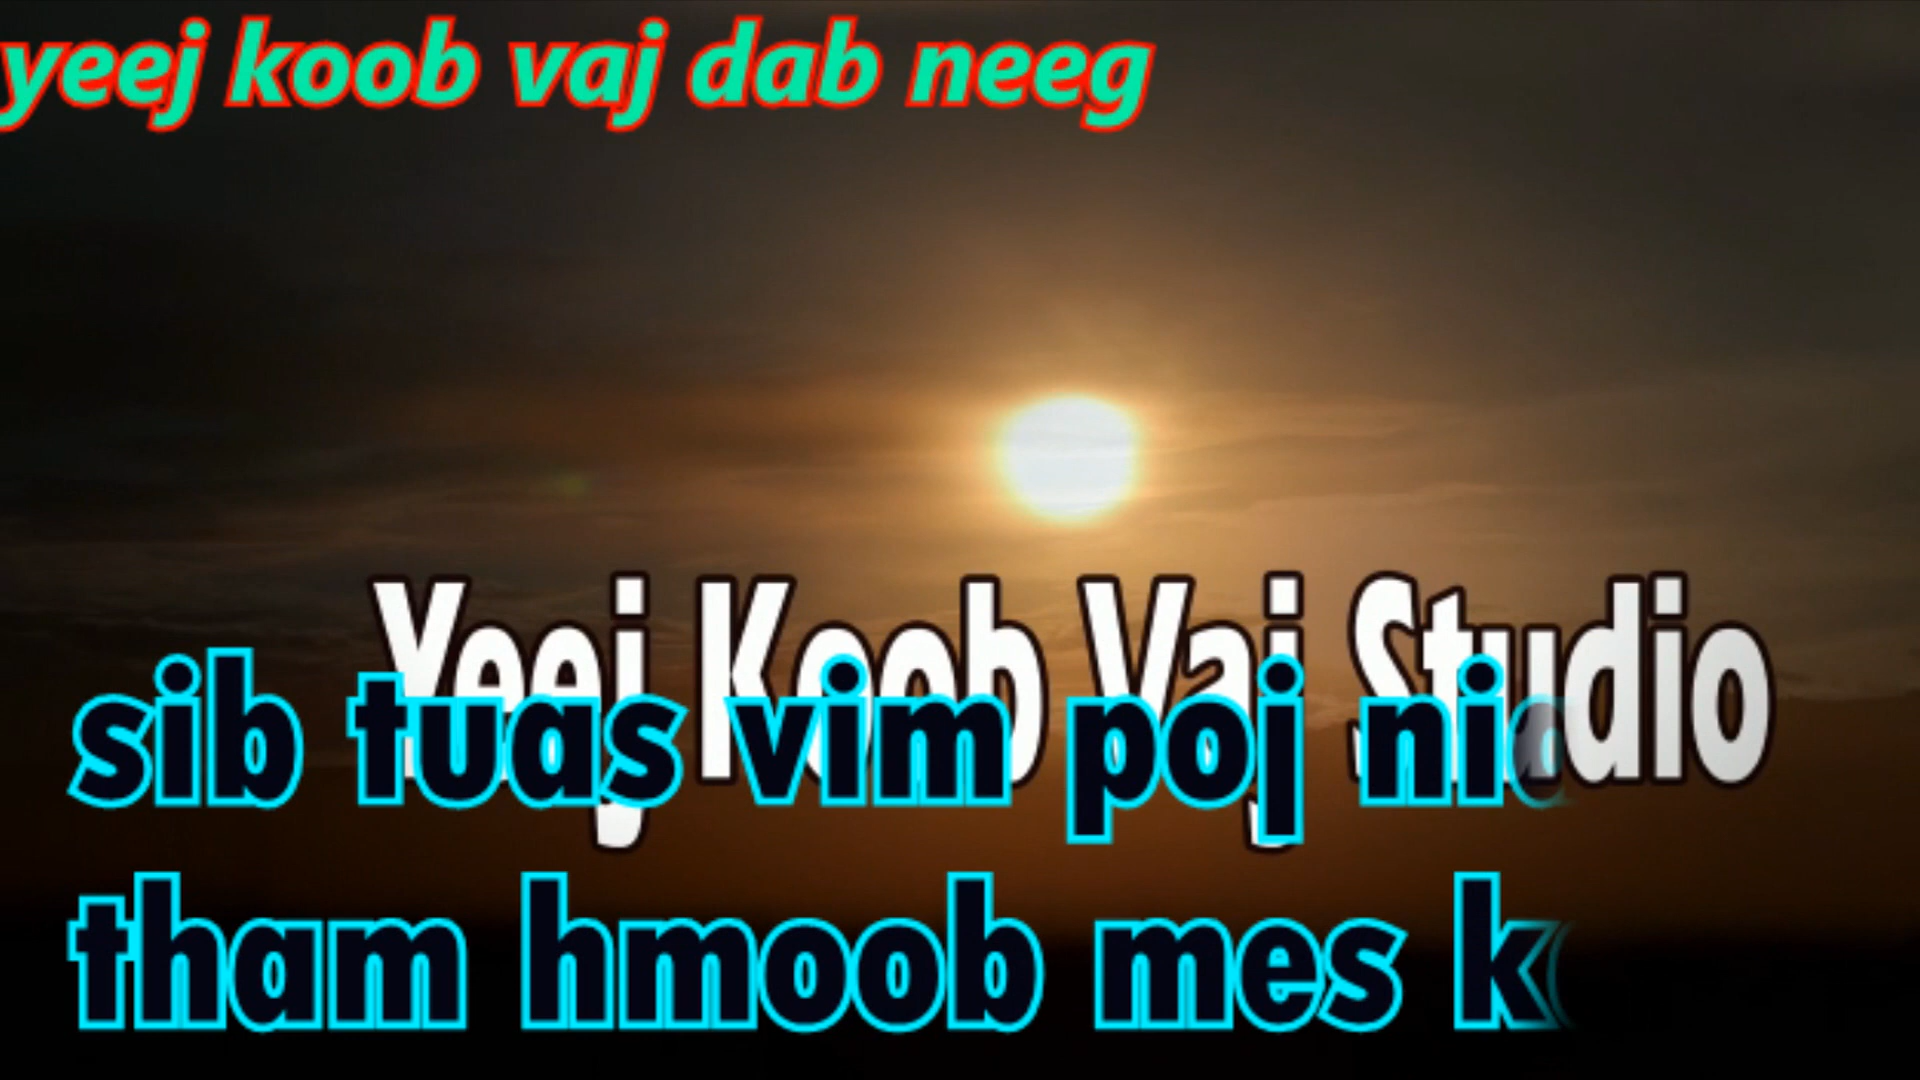 yeej koob vaj dab neeg
Yeej Koob Vaj Studio
sib tuas vim poj
tham hmoob mes